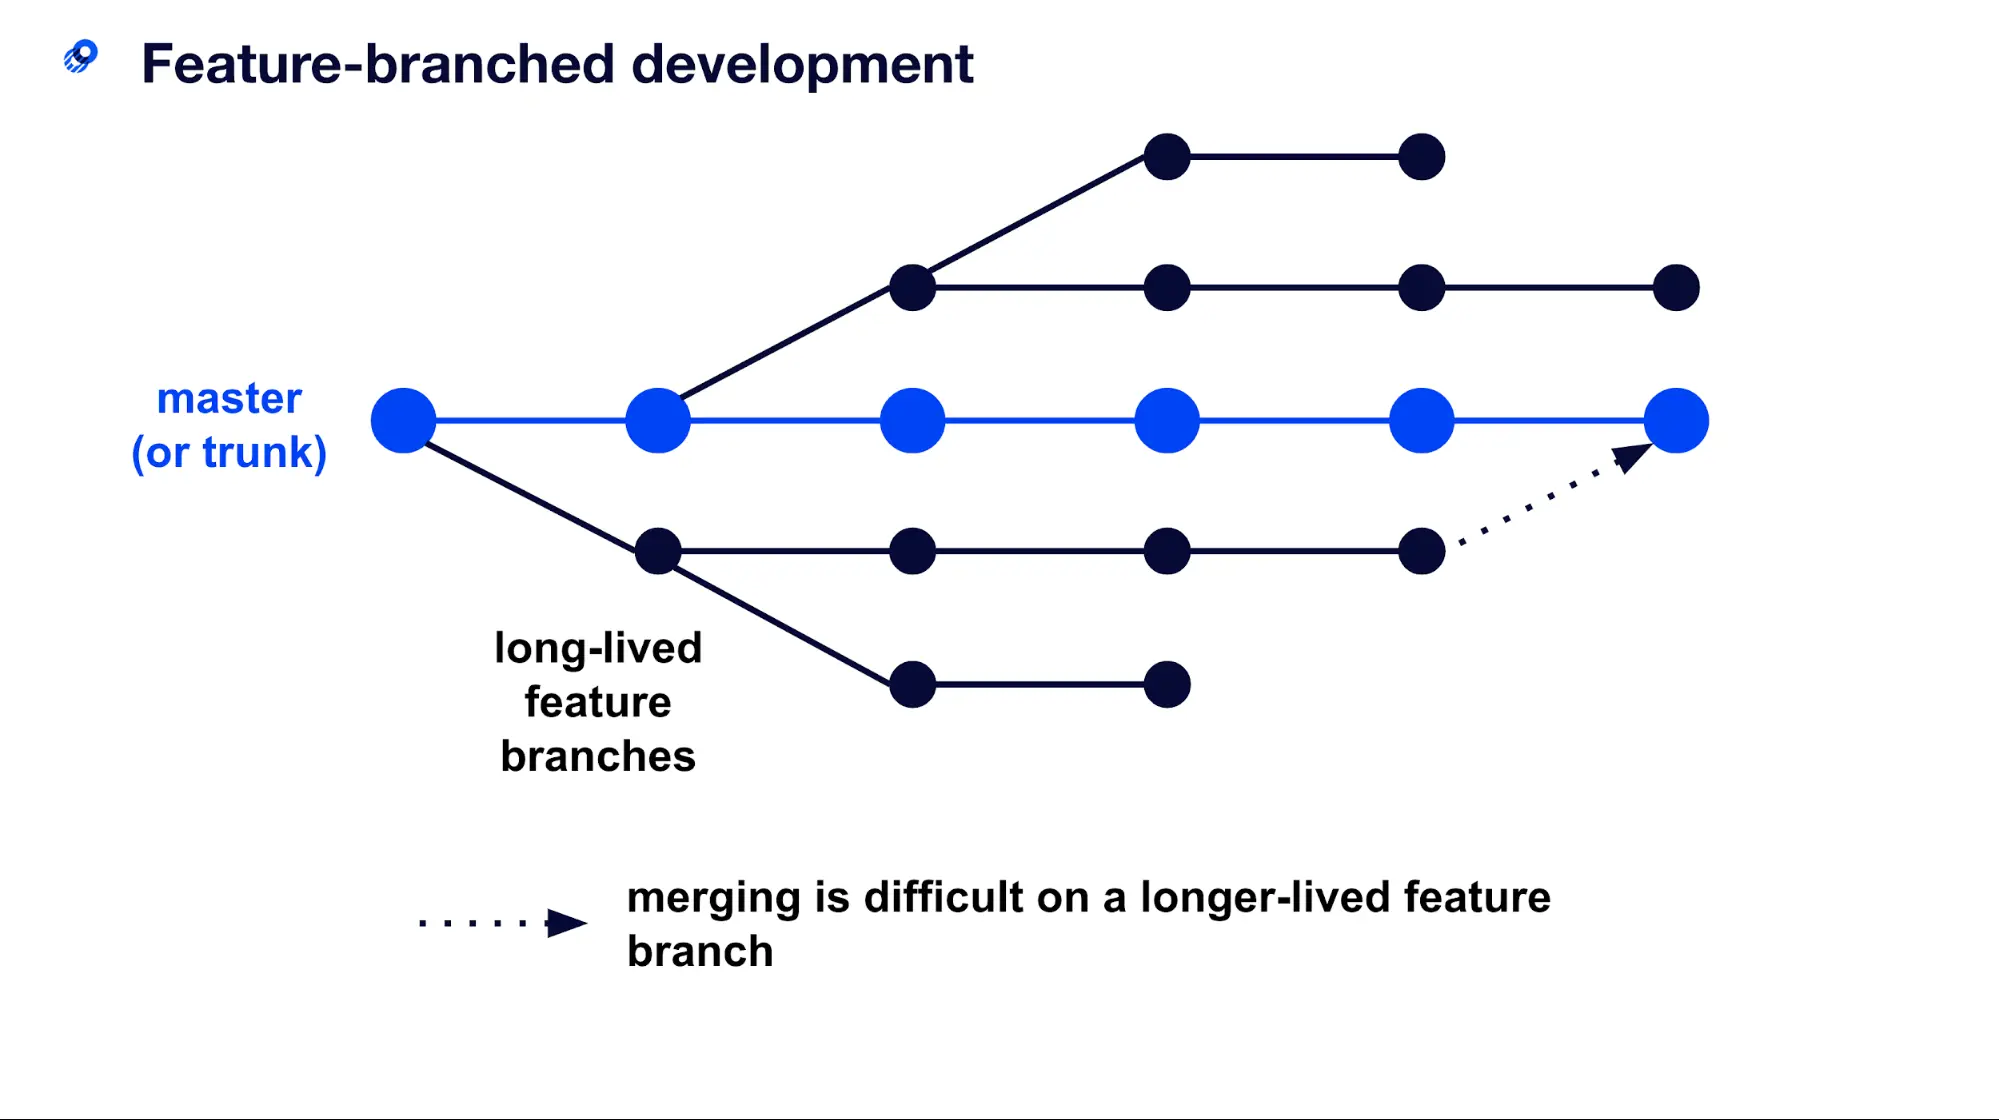 Feature-branched development
master
(or trunk)
long-lived
feature
branches
merging is difficult on a longer-lived feature
branch